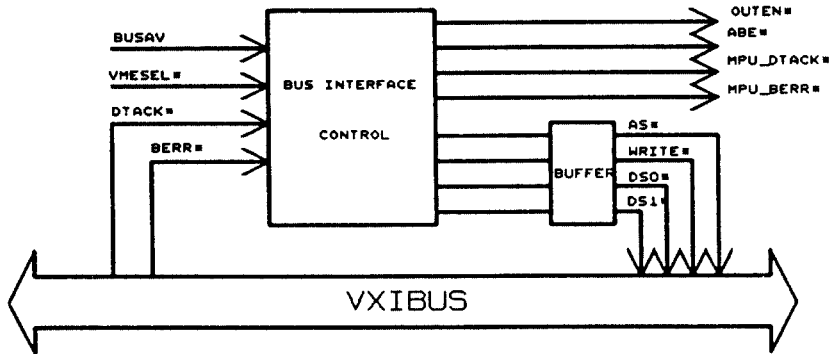 OUTEN*
BUSAV
ABE*
VMESEL*
BUS INTERFACE
MPU_DTACK*
DTACK*
MPU_BERR*
BERR*
CONTROL
AS*
WRITE*
BUFFER
DS0*
DS1*
VXIBUS